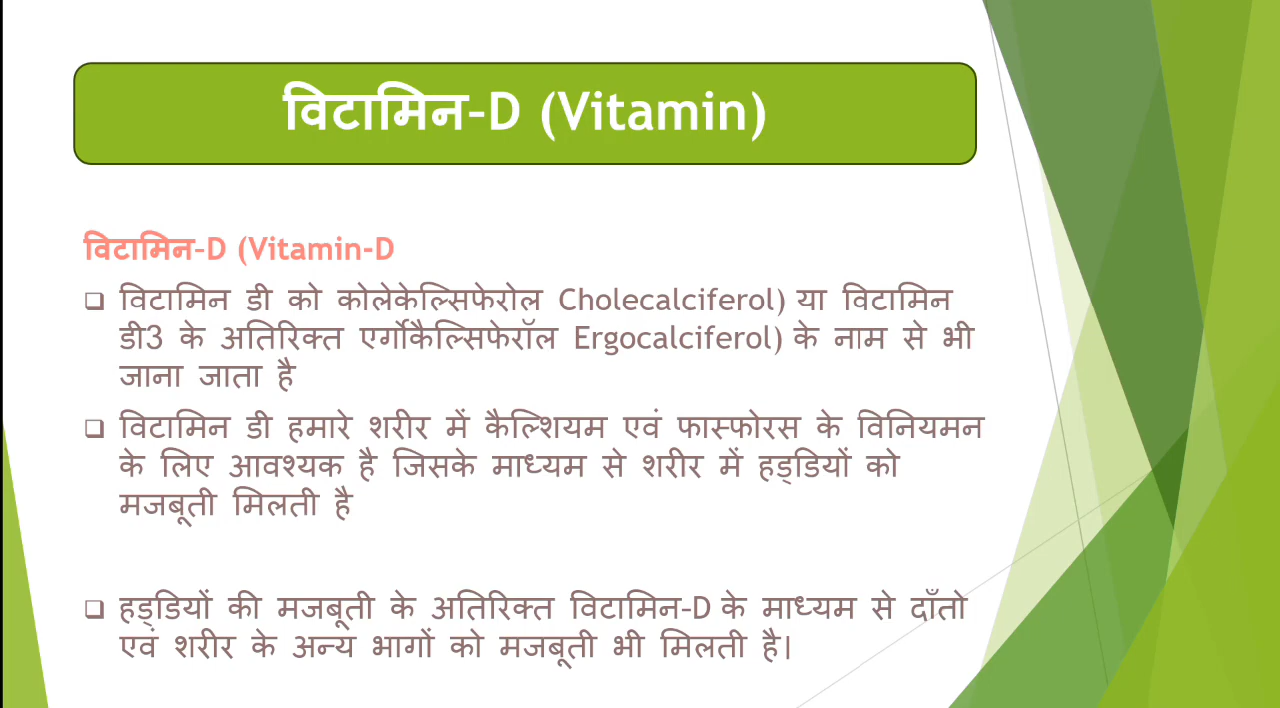 विटामिन-D (Vitamin)
विटामिन-D (Vitamin-D
❑ विटामिन डी को कोलेकेल्सिफेरोल Cholecalciferol) या विटामिन
डी3 के अतिरिक्त एर्गोकैल्सिफेरॉल Ergocalciferol) के नाम से भी
जाना जाता है
❑ विटामिन डी हमारे शरीर में कैल्शियम एवं फास्फोरस के विनियमन
के लिए आवश्यक है जिसके माध्यम से शरीर में हड्डियों को
मजबूती मिलती है
❑ हड्डियों की मजबूती के अतिरिक्त विटामिन-D के माध्यम से दाँतो
एवं शरीर के अन्य भागों को मजबूती भी मिलती है।